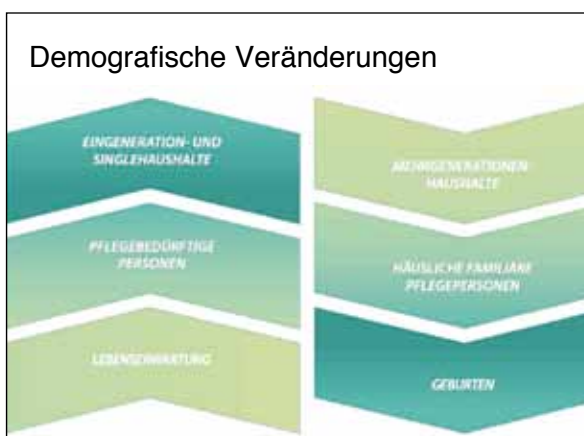 Demografische Veränderungen
EINGENERATION- UND
SINGLEHAUSHALTE
PFLEGEBEDÜRFTIGE
PERSONEN
LEBENSERWARTUNG
MEHRGENERATIONEN-
HAUSHALTE
HÄUSLICHE FAMILIÄRE
PFLEGEPERSONEN
GEBURTEN